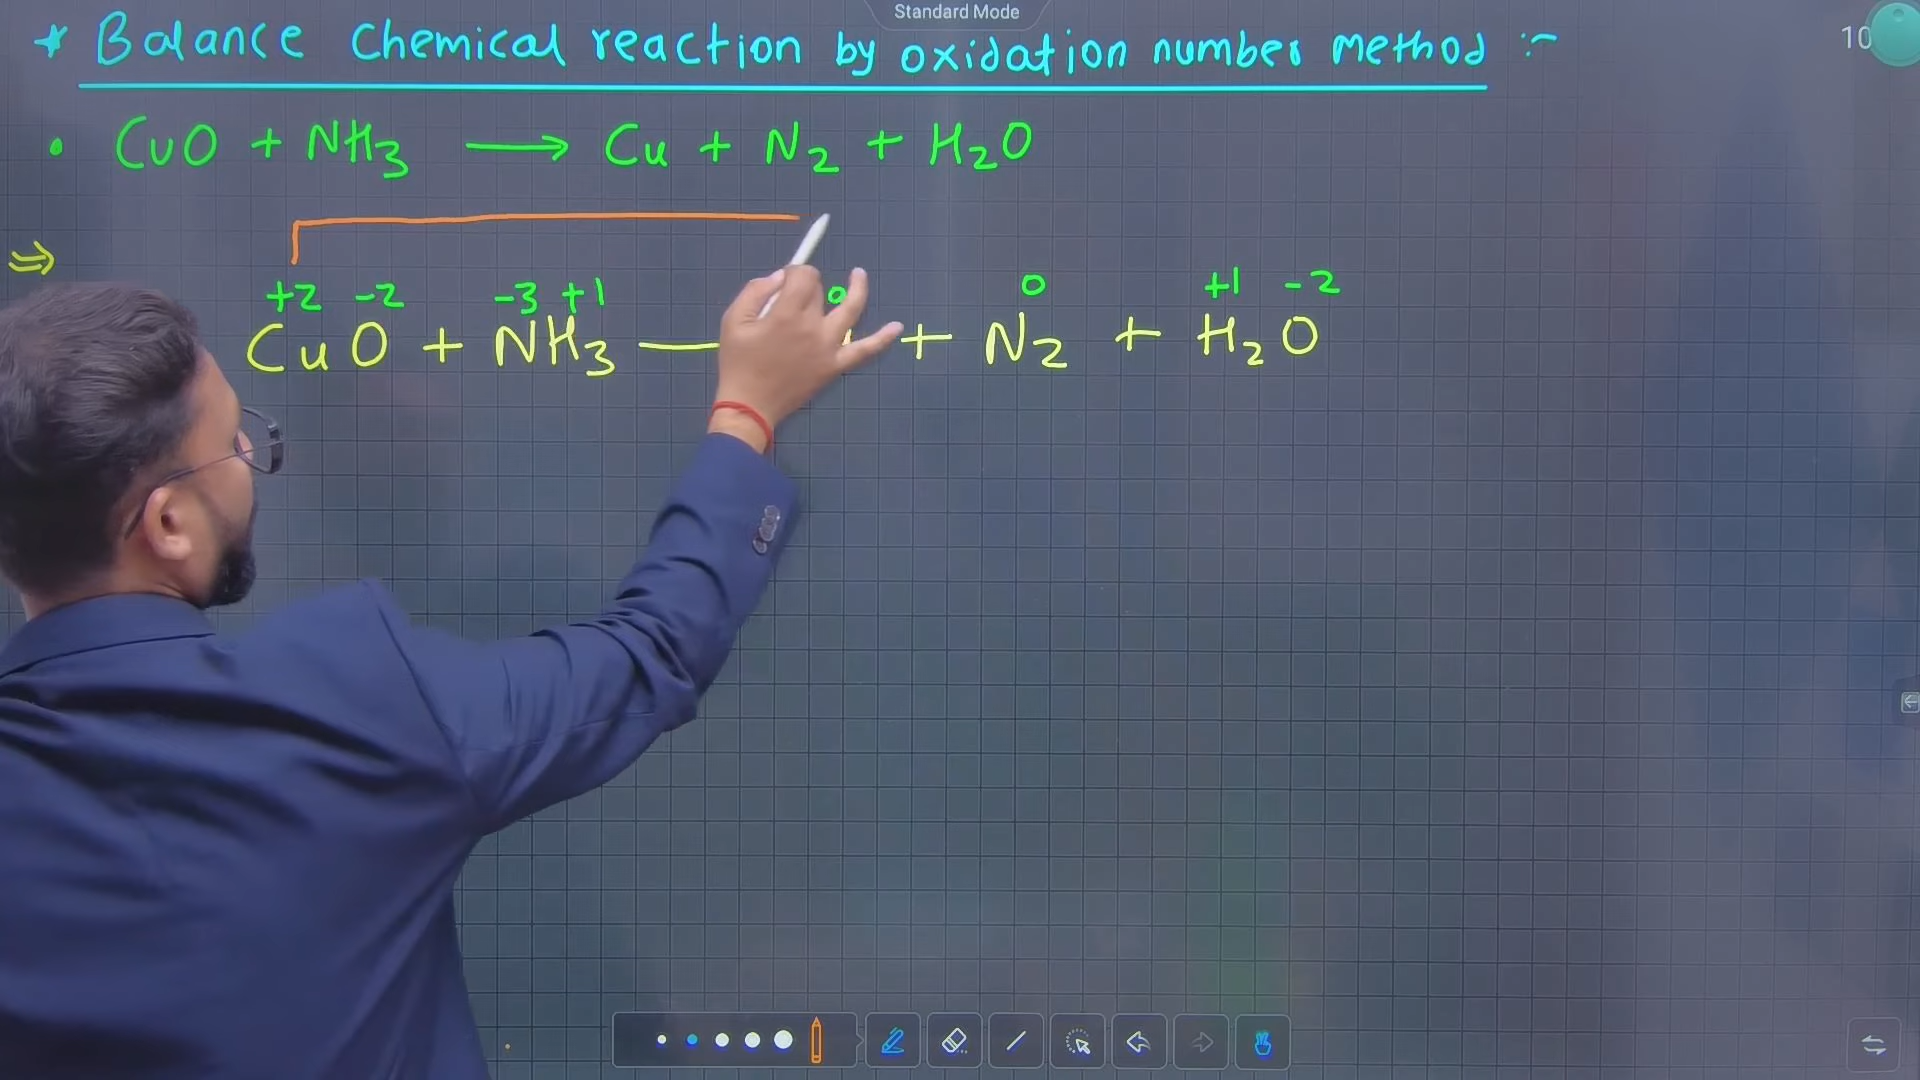 Standard Mode
* Balance Chemical reaction by oxidation number method :-
10
• CuO + NH3 ⟶ Cu + N2 + H2O
⇒
+2 -2 -3 +1 0 0 +1 -2
CuO + NH3 — + N2 + H2O